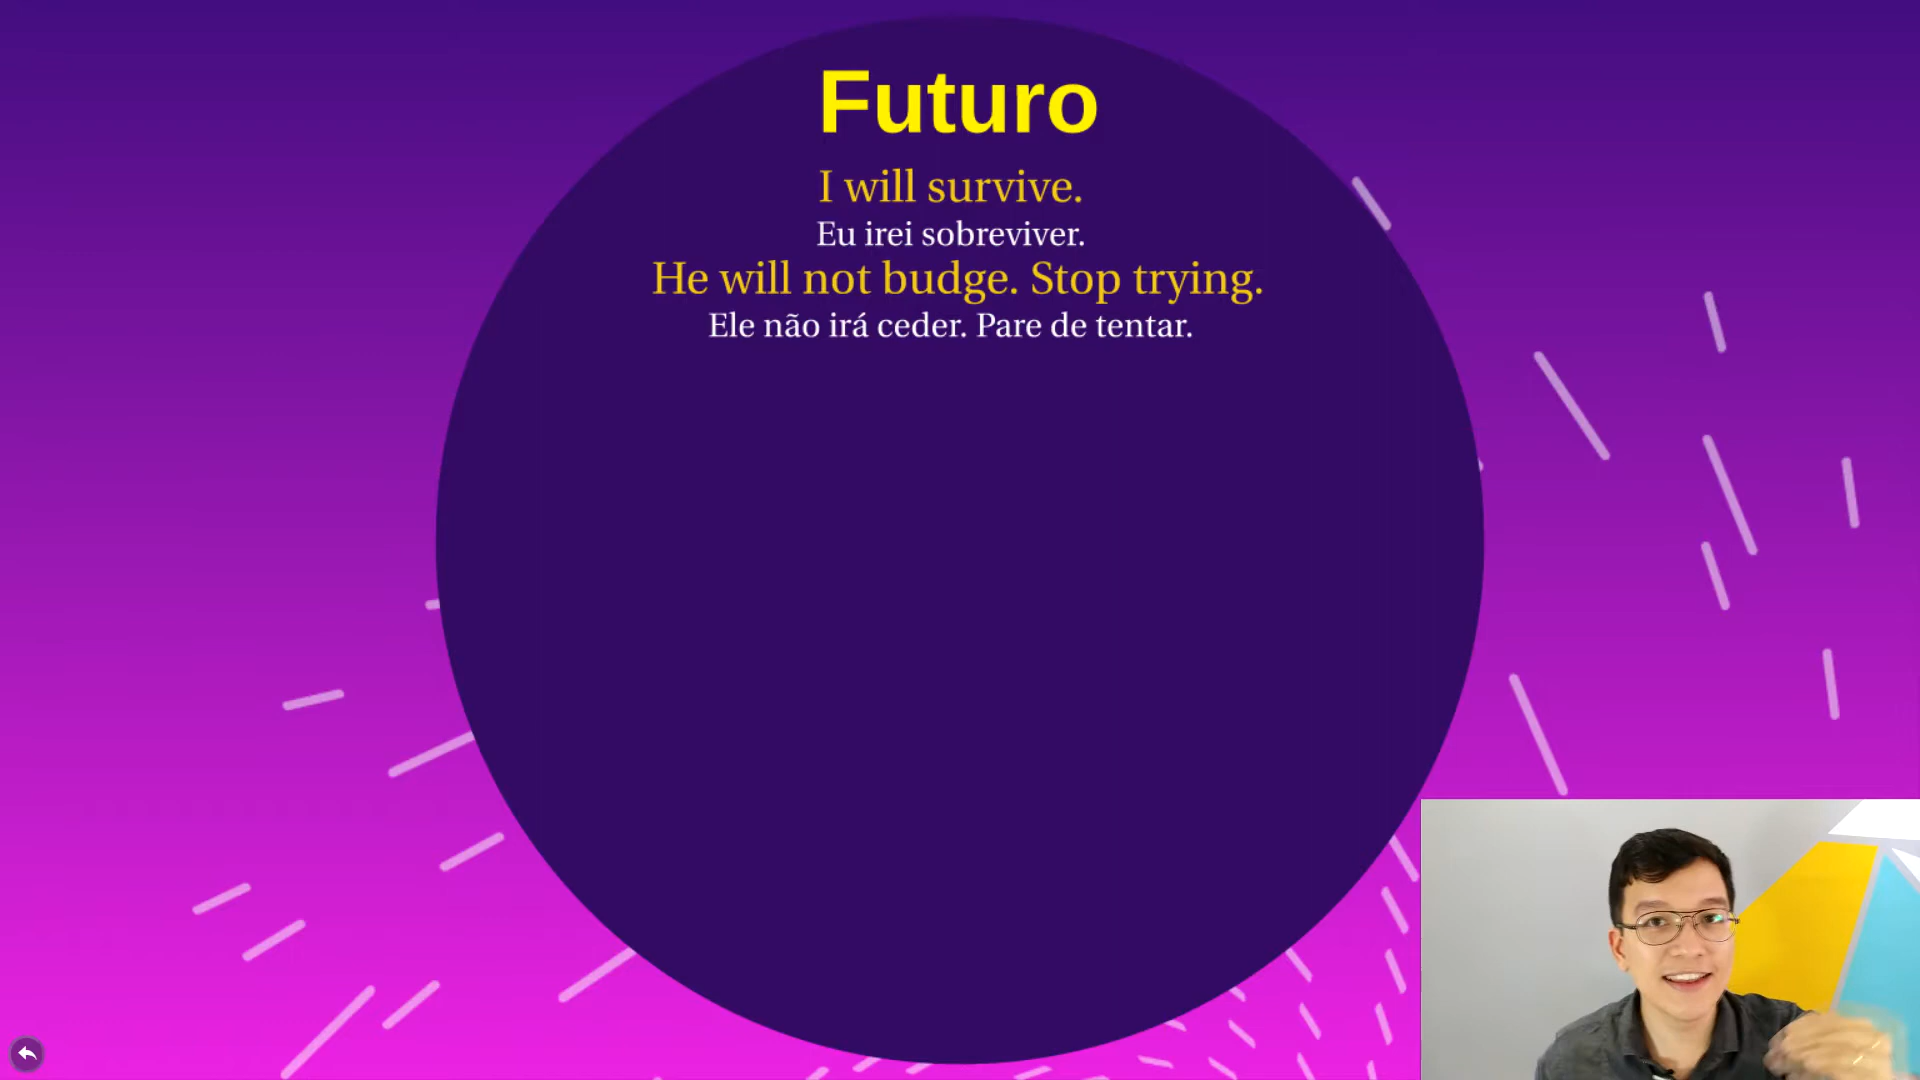 Futuro
I will survive.
Eu irei sobreviver.
He will not budge. Stop trying.
Ele não irá ceder. Pare de tentar.